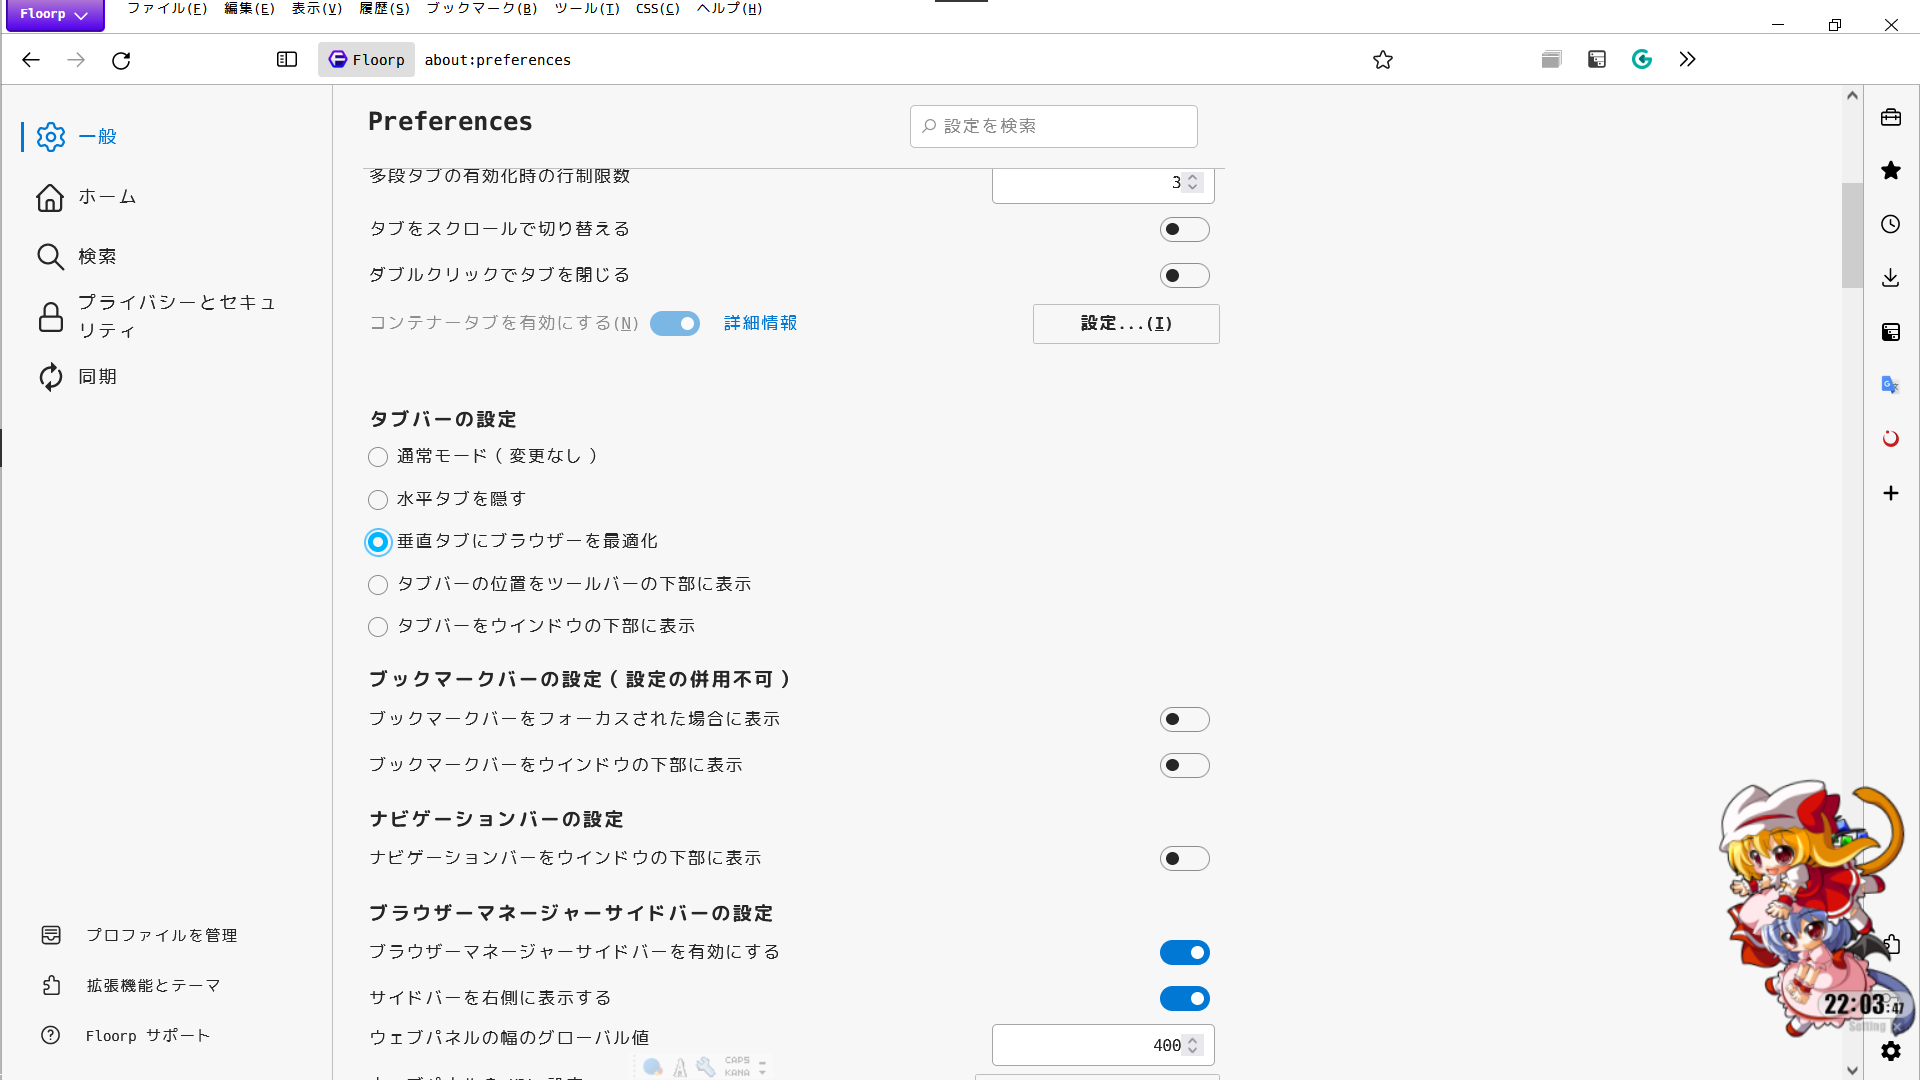 Floorp
ファイル(F) 編集(E) 表示(V) 履歴(S) ブックマーク(B) ツール(T) CSS(C) ヘルプ(H)
Floorp about:preferences
Preferences
設定を検索
一般
ホーム
検索
プライバシーとセキュ
リティ
同期
多段タブの有効化時の行制限数 3
タブをスクロールで切り替える
ダブルクリックでタブを閉じる
コンテナータブを有効にする(N) 詳細情報 設定...(I)
タブバーの設定
通常モード ( 変更なし )
水平タブを隠す
垂直タブにブラウザーを最適化
タブバーの位置をツールバーの下部に表示
タブバーをウインドウの下部に表示
ブックマークバーの設定 ( 設定の併用不可 )
ブックマークバーをフォーカスされた場合に表示
ブックマークバーをウインドウの下部に表示
ナビゲーションバーの設定
ナビゲーションバーをウインドウの下部に表示
ブラウザーマネージャーサイドバーの設定
ブラウザーマネージャーサイドバーを有効にする
サイドバーを右側に表示する
ウェブパネルの幅のグローバル値 400
プロファイルを管理
拡張機能とテーマ
Floorp サポート
CAPS
KANA
22:03:47
Setting